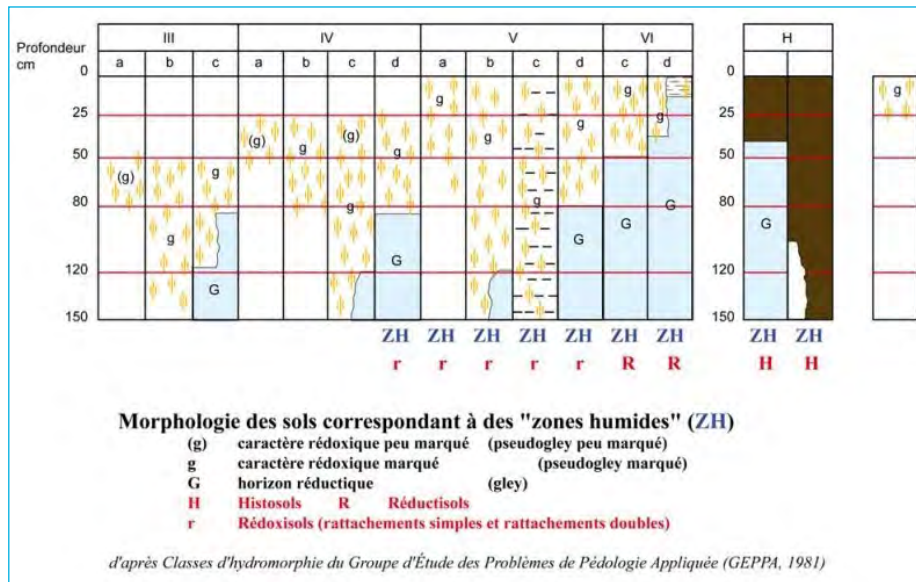 III IV V VI H
Profondeur
cm
a b c a b c d a b c d c d
0 0
25 25
50 50
80 80
120 120
150 150
g g g
(g) (g) g g g g
(g) g g
g g g G
g G G G G G
G
ZH ZH ZH ZH ZH ZH ZH ZH ZH
r r r r r R R H H
Morphologie des sols correspondant à des "zones humides" (ZH)
(g) caractère rédoxique peu marqué (pseudogley peu marqué)
g caractère rédoxique marqué (pseudogley marqué)
G horizon réductique (gley)
H Histosols R Réductisols
r Rédoxisols (rattachements simples et rattachements doubles)
d'après Classes d'hydromorphie du Groupe d'Étude des Problèmes de Pédologie Appliquée (GEPPA, 1981)